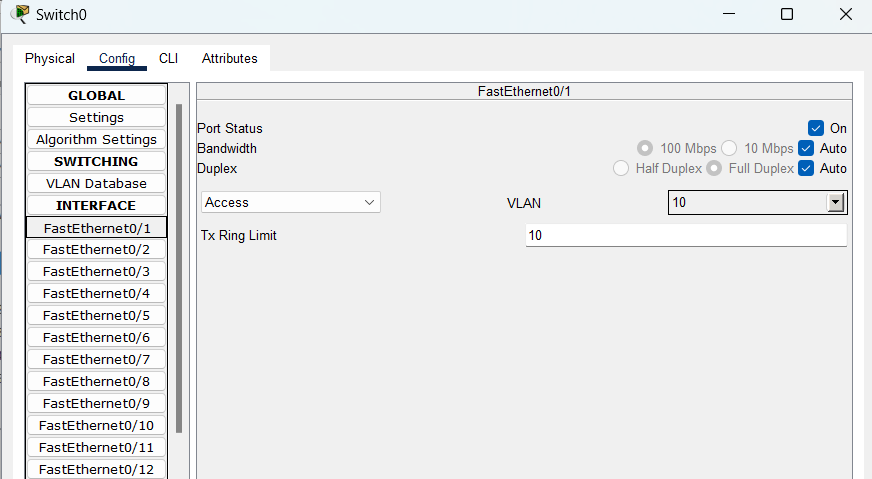 Switch0
Physical Config CLI Attributes
GLOBAL
Settings
Algorithm Settings
SWITCHING
VLAN Database
INTERFACE
FastEthernet0/1
FastEthernet0/2
FastEthernet0/3
FastEthernet0/4
FastEthernet0/5
FastEthernet0/6
FastEthernet0/7
FastEthernet0/8
FastEthernet0/9
FastEthernet0/10
FastEthernet0/11
FastEthernet0/12
FastEthernet0/1
Port Status On
Bandwidth 100 Mbps 10 Mbps Auto
Duplex Half Duplex Full Duplex Auto
Access VLAN 10
Tx Ring Limit 10